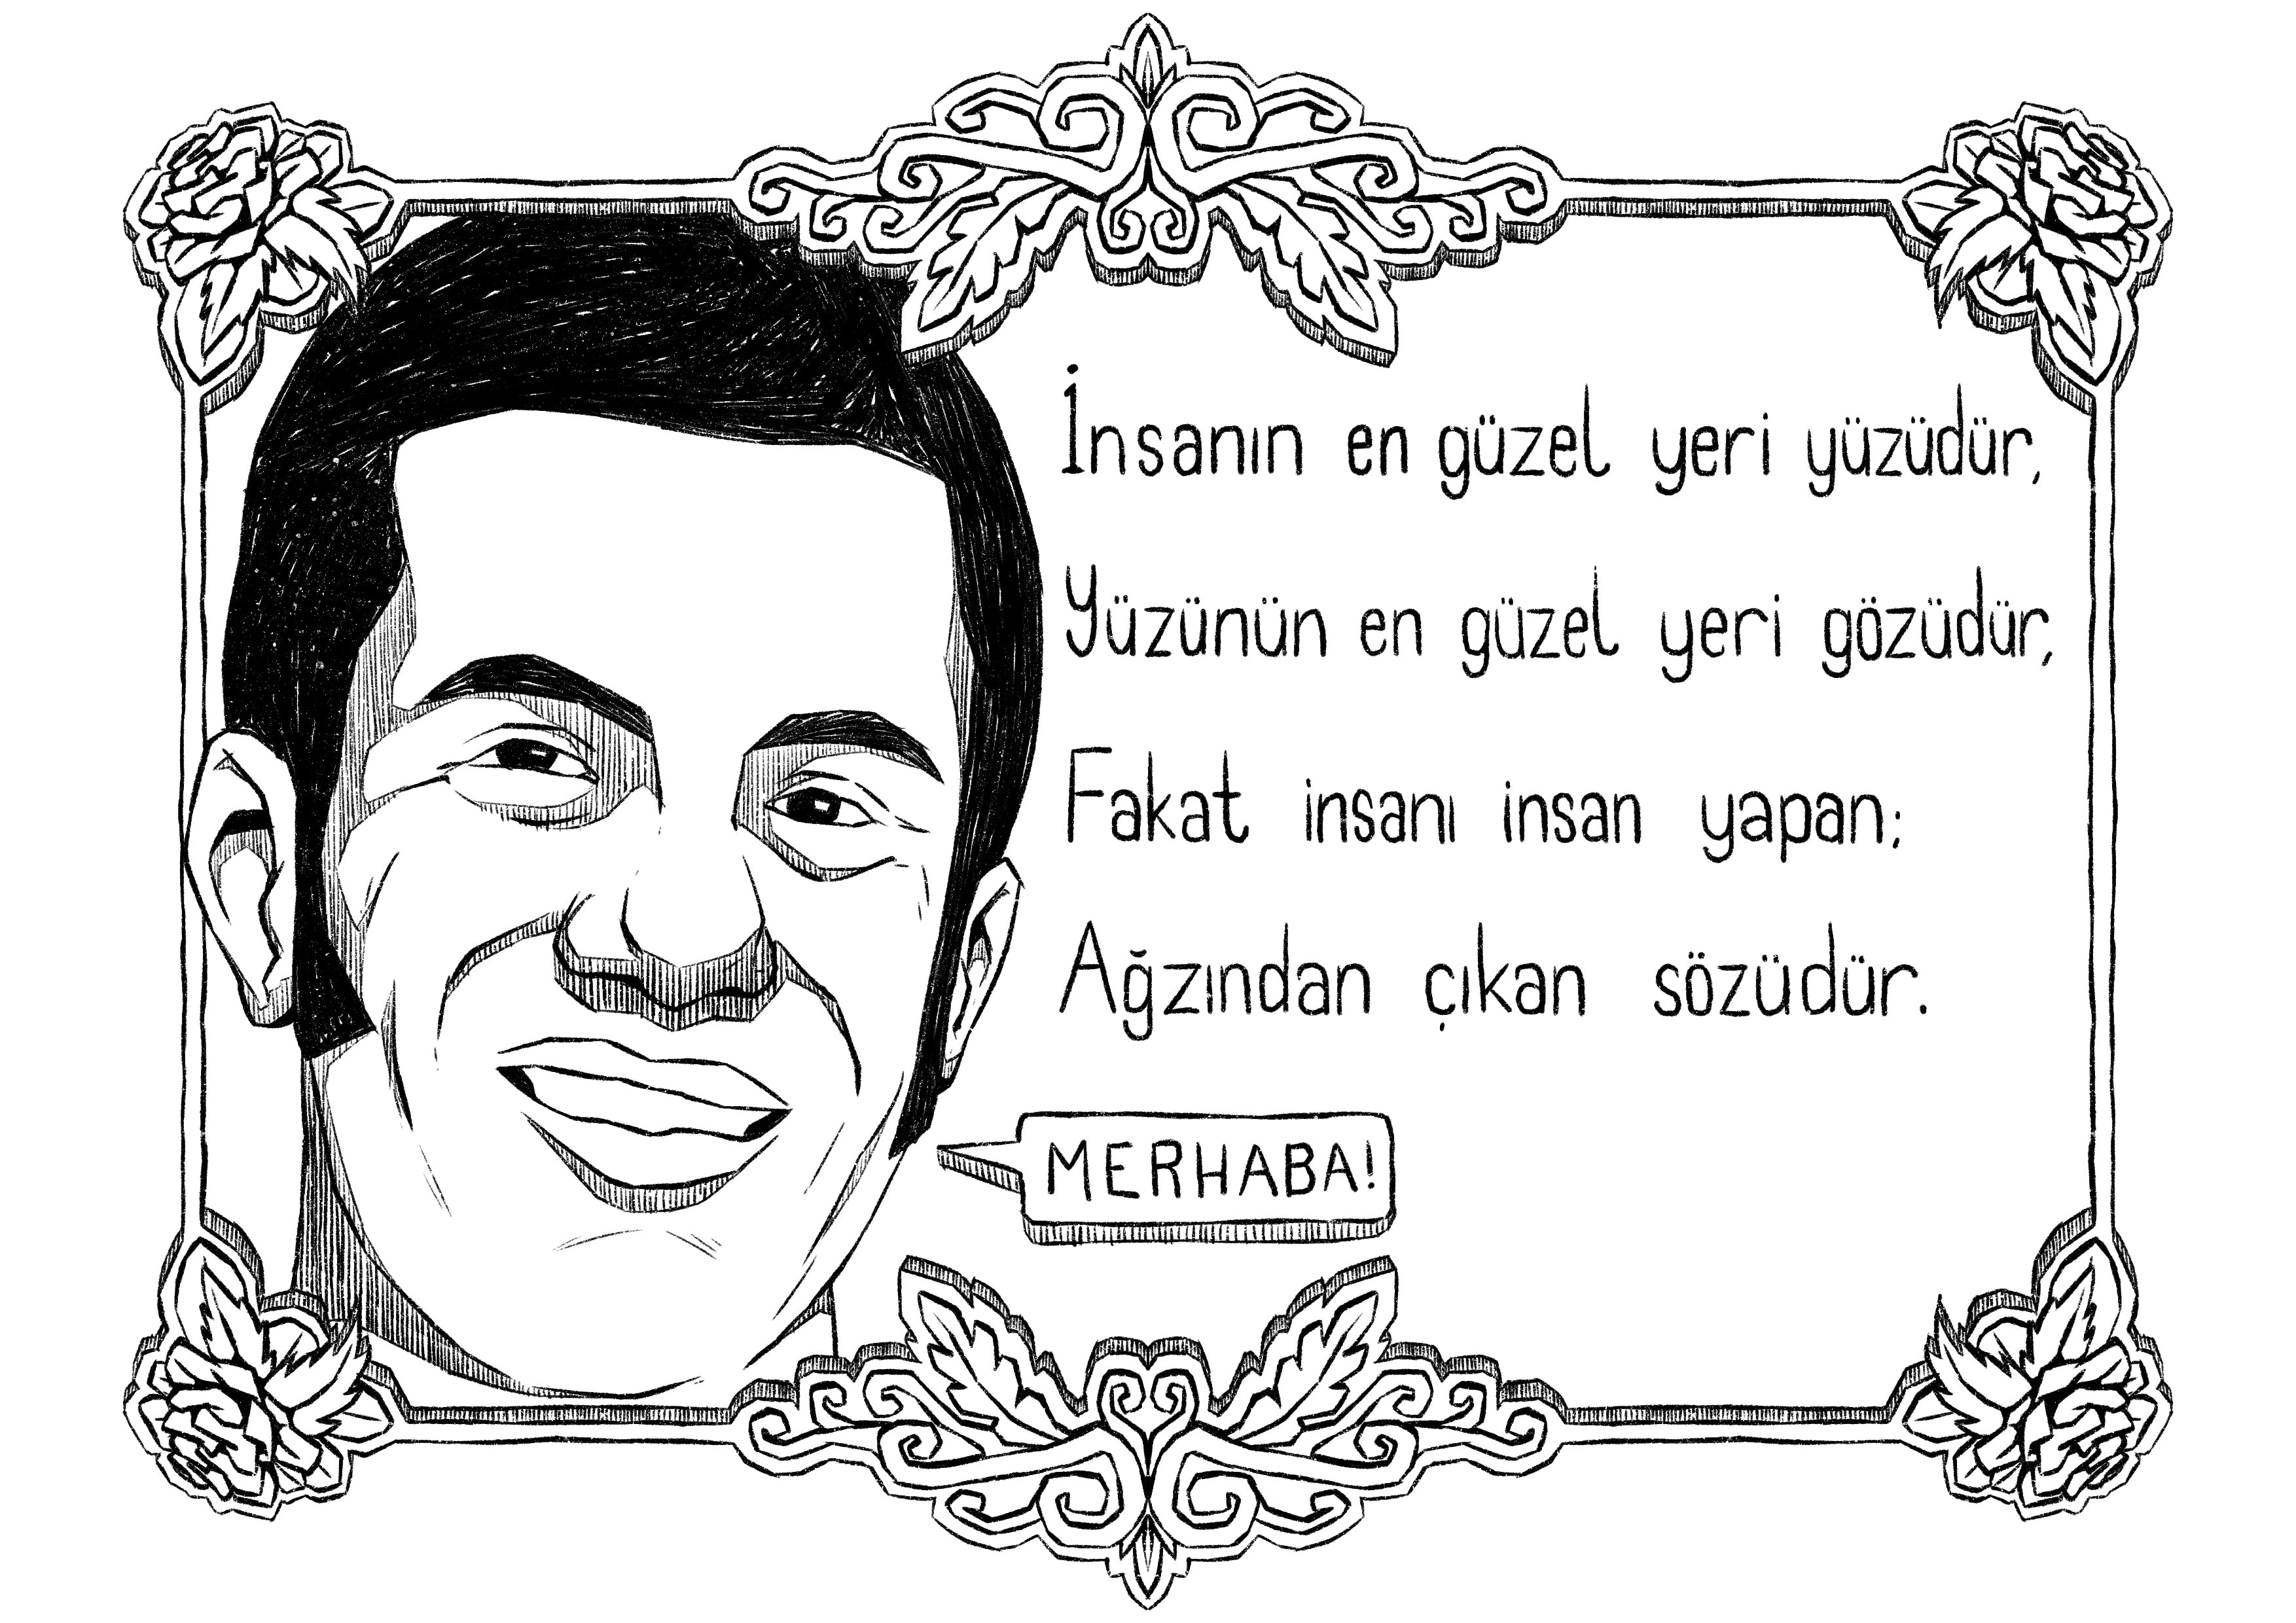 İnsanın en güzel yeri yüzüdür,
Yüzünün en güzel yeri gözüdür,
Fakat insanı insan yapan;
Ağzından çıkan sözüdür.
MERHABA!